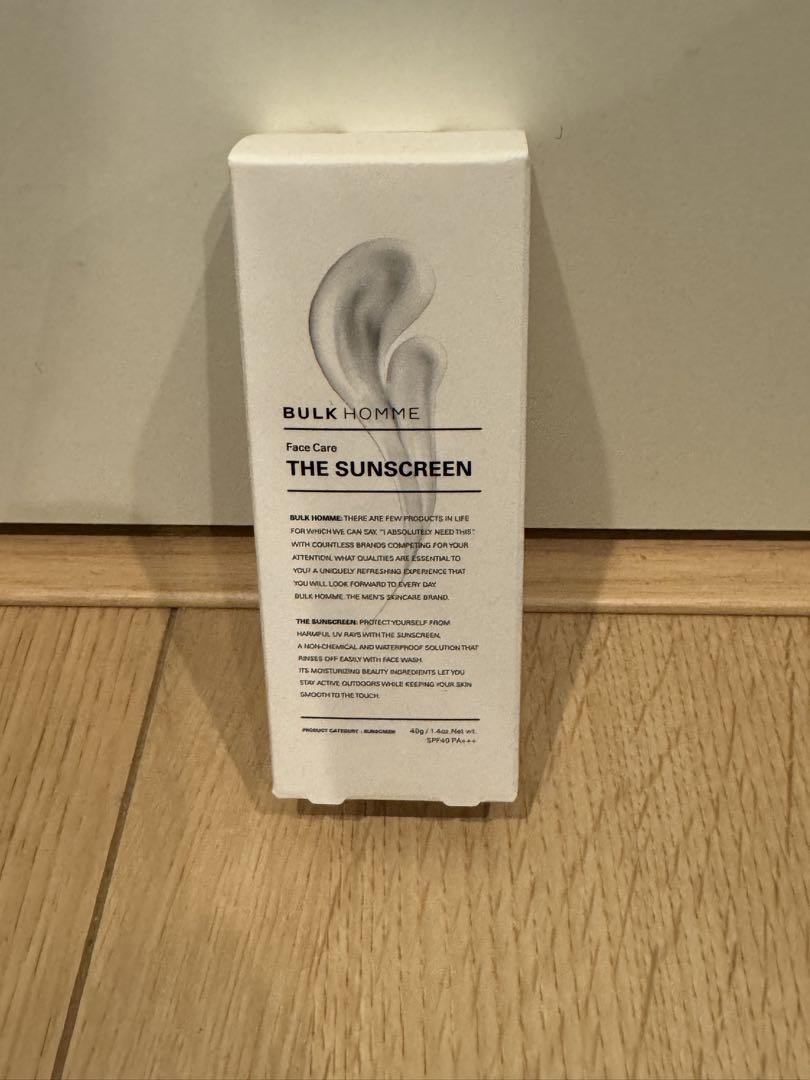 BULK HOMME
Face Care
THE SUNSCREEN
BULK HOMME: THERE ARE FEW PRODUCTS IN LIFE
FOR WHICH WE CAN SAY, "I ABSOLUTELY NEED THIS".
WITH COUNTLESS BRANDS COMPETING FOR YOUR
ATTENTION, WHAT QUALITIES ARE ESSENTIAL TO
YOU? A UNIQUELY REFRESHING EXPERIENCE THAT
YOU WILL LOOK FORWARD TO EVERY DAY.
BULK HOMME. THE MEN'S SKINCARE BRAND.
THE SUNSCREEN: PROTECT YOURSELF FROM
HARMFUL UV RAYS WITH THE SUNSCREEN,
A NON-CHEMICAL AND WATERPROOF SOLUTION THAT
RINSES OFF EASILY WITH FACE WASH.
ITS MOISTURIZING BEAUTY INGREDIENTS LET YOU
STAY ACTIVE OUTDOORS WHILE KEEPING YOUR SKIN
SMOOTH TO THE TOUCH.
PRODUCT CATEGORY : SUNSCREEN 40g / 1.4oz. Net wt.
SPF40 PA+++